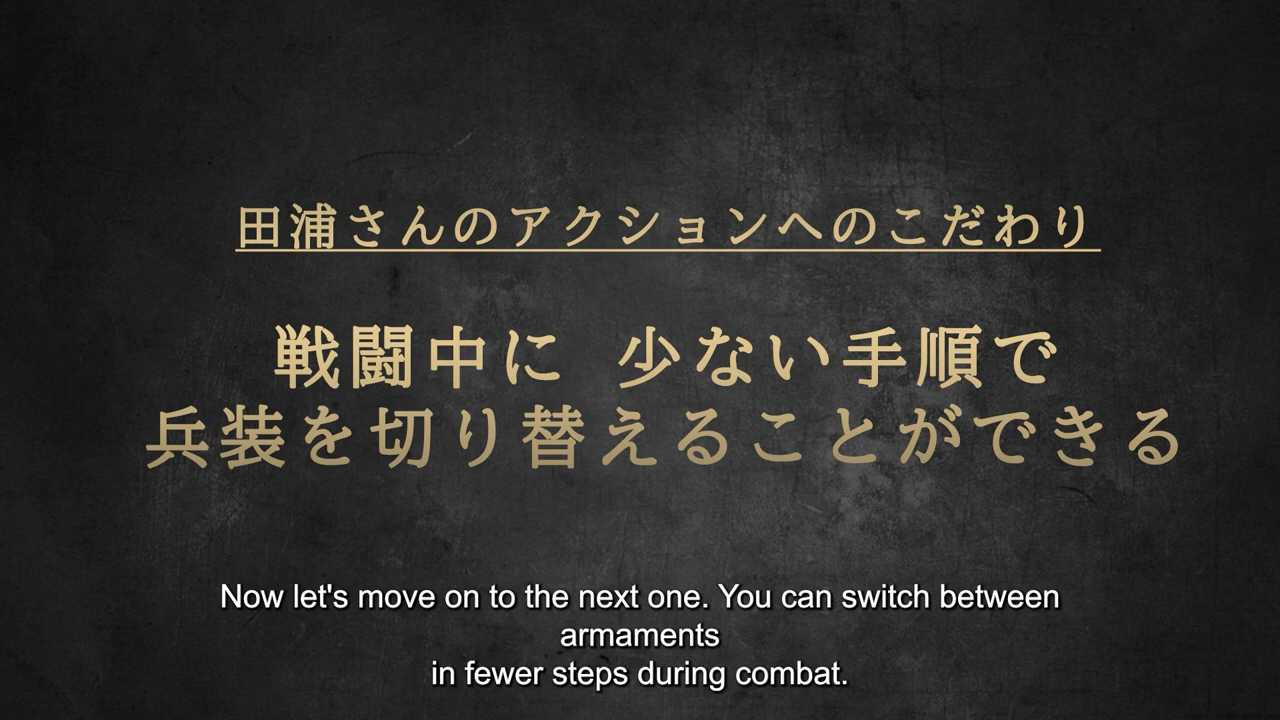 田浦さんのアクションへのこだわり
戦闘中に 少ない手順で
兵装を切り替えることができる
Now let's move on to the next one. You can switch between
armaments
in fewer steps during combat.